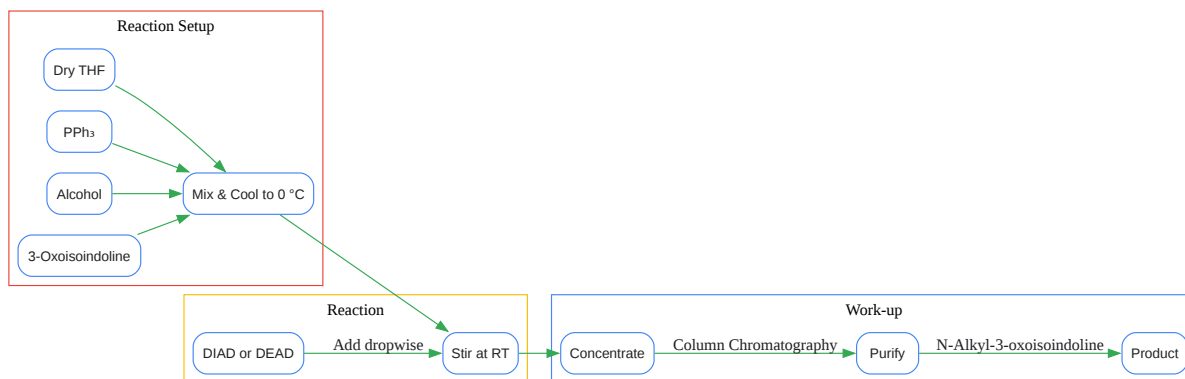 Reaction Setup
Dry THF
PPh₃
Alcohol
3-Oxoisoindoline
Mix & Cool to 0 °C
Reaction
DIAD or DEAD
Add dropwise
Stir at RT
Work-up
Concentrate
Column Chromatography
Purify
N-Alkyl-3-oxoisoindoline
Product